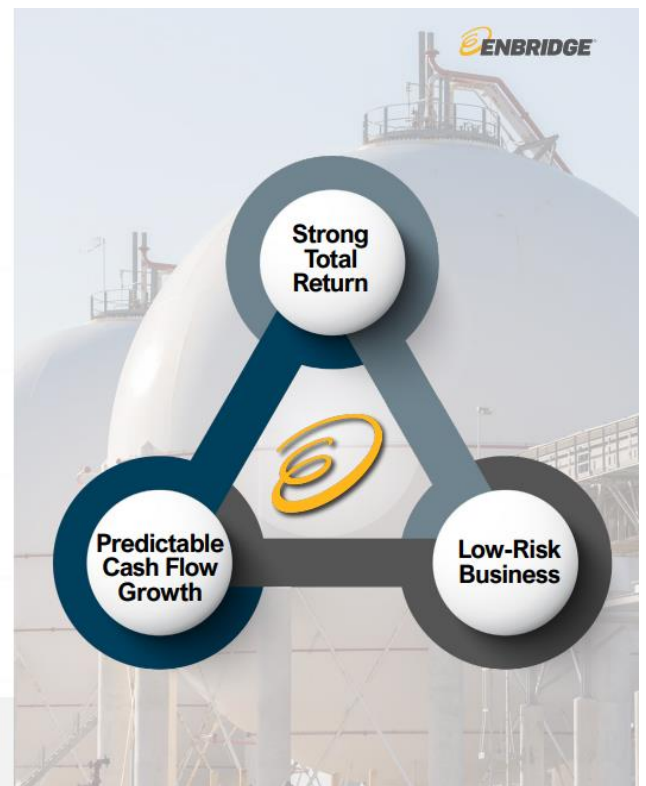 ENBRIDGE
Strong
Total
Return
Predictable
Cash Flow
Growth
Low-Risk
Business